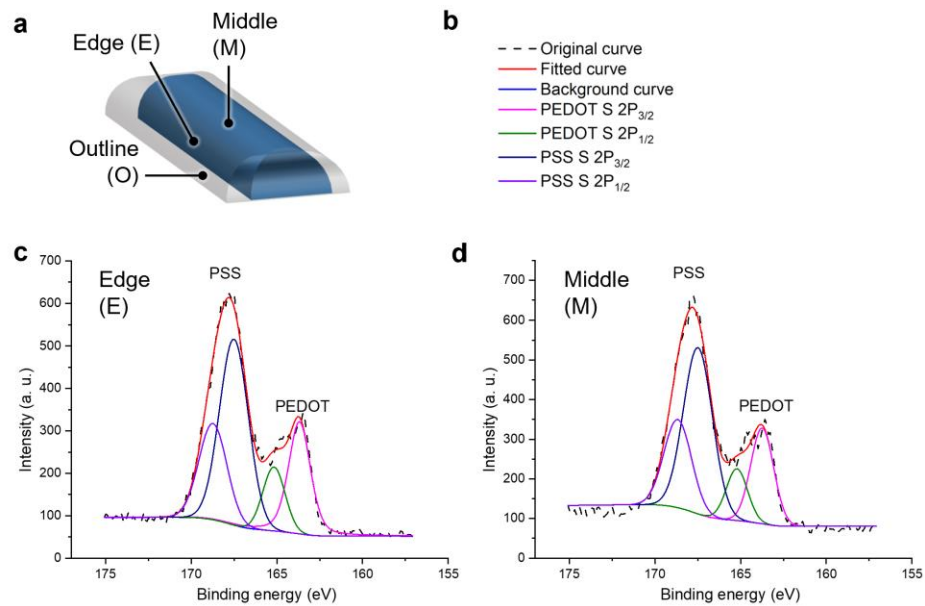 a
Middle
(M)
Edge (E)
Outline
(O)
b
Original curve
Fitted curve
Background curve
PEDOT S 2P3/2
PEDOT S 2P1/2
PSS S 2P3/2
PSS S 2P1/2
c
Edge
(E)
PSS
PEDOT
700
600
500
400
300
200
100
0
Intensity (a. u.)
175 170 165 160 155
Binding energy (eV)
d
Middle
(M)
PSS
PEDOT
700
600
500
400
300
200
100
0
Intensity (a. u.)
175 170 165 160 155
Binding energy (eV)